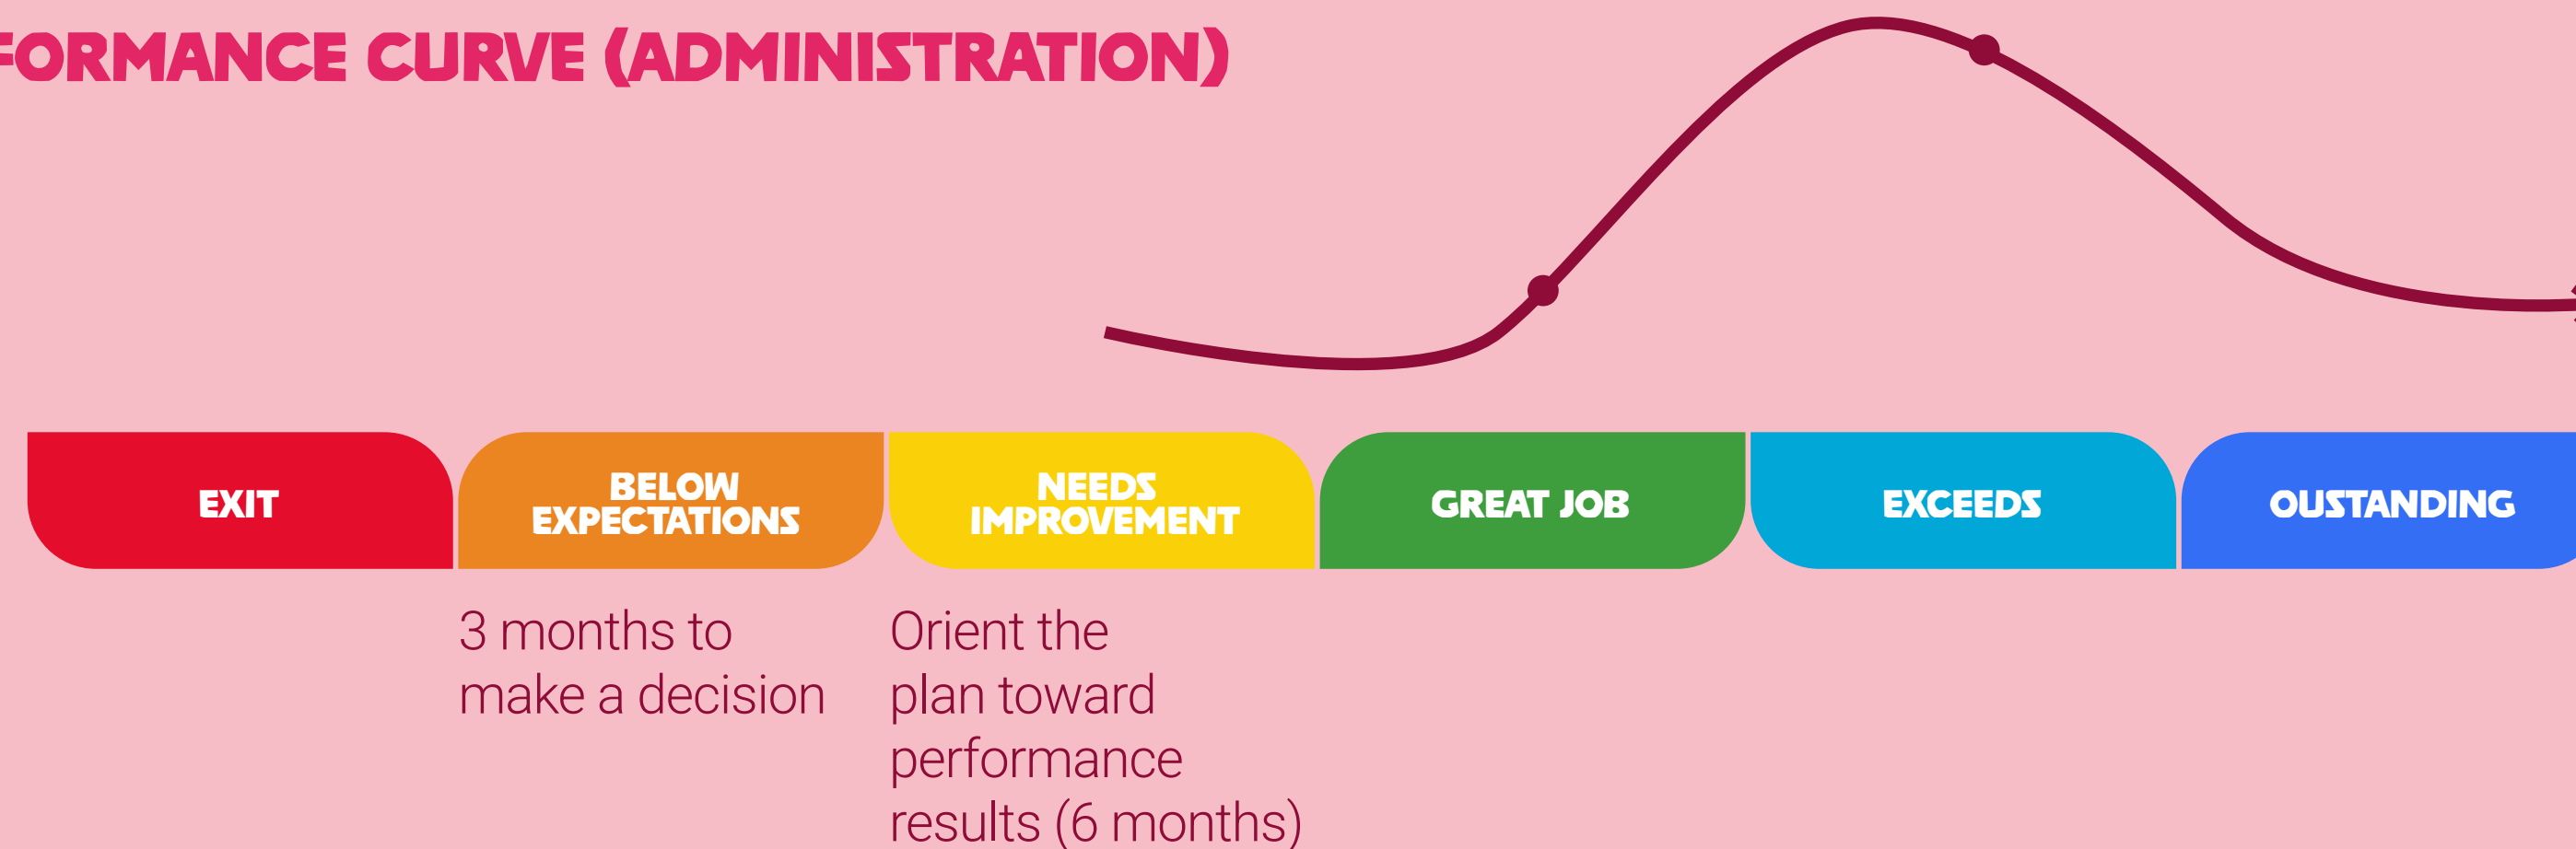 FORMANCE CURVE (ADMINISTRATION)
EXIT
BELOW
EXPECTATIONS
NEEDS
IMPROVEMENT
GREAT JOB
EXCEEDS
OUSTANDING
3 months to
make a decision
Orient the
plan toward
performance
results (6 months)